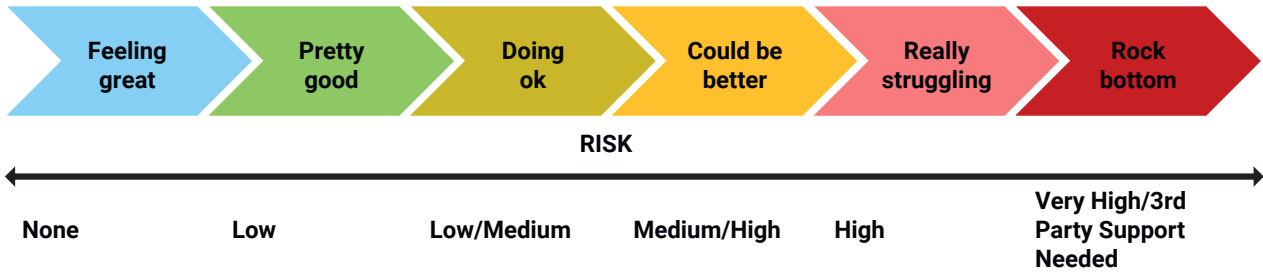 Feeling
great
Pretty
good
Doing
ok
Could be
better
Really
struggling
Rock
bottom
RISK
None
Low
Low/Medium
Medium/High
High
Very High/3rd
Party Support
Needed